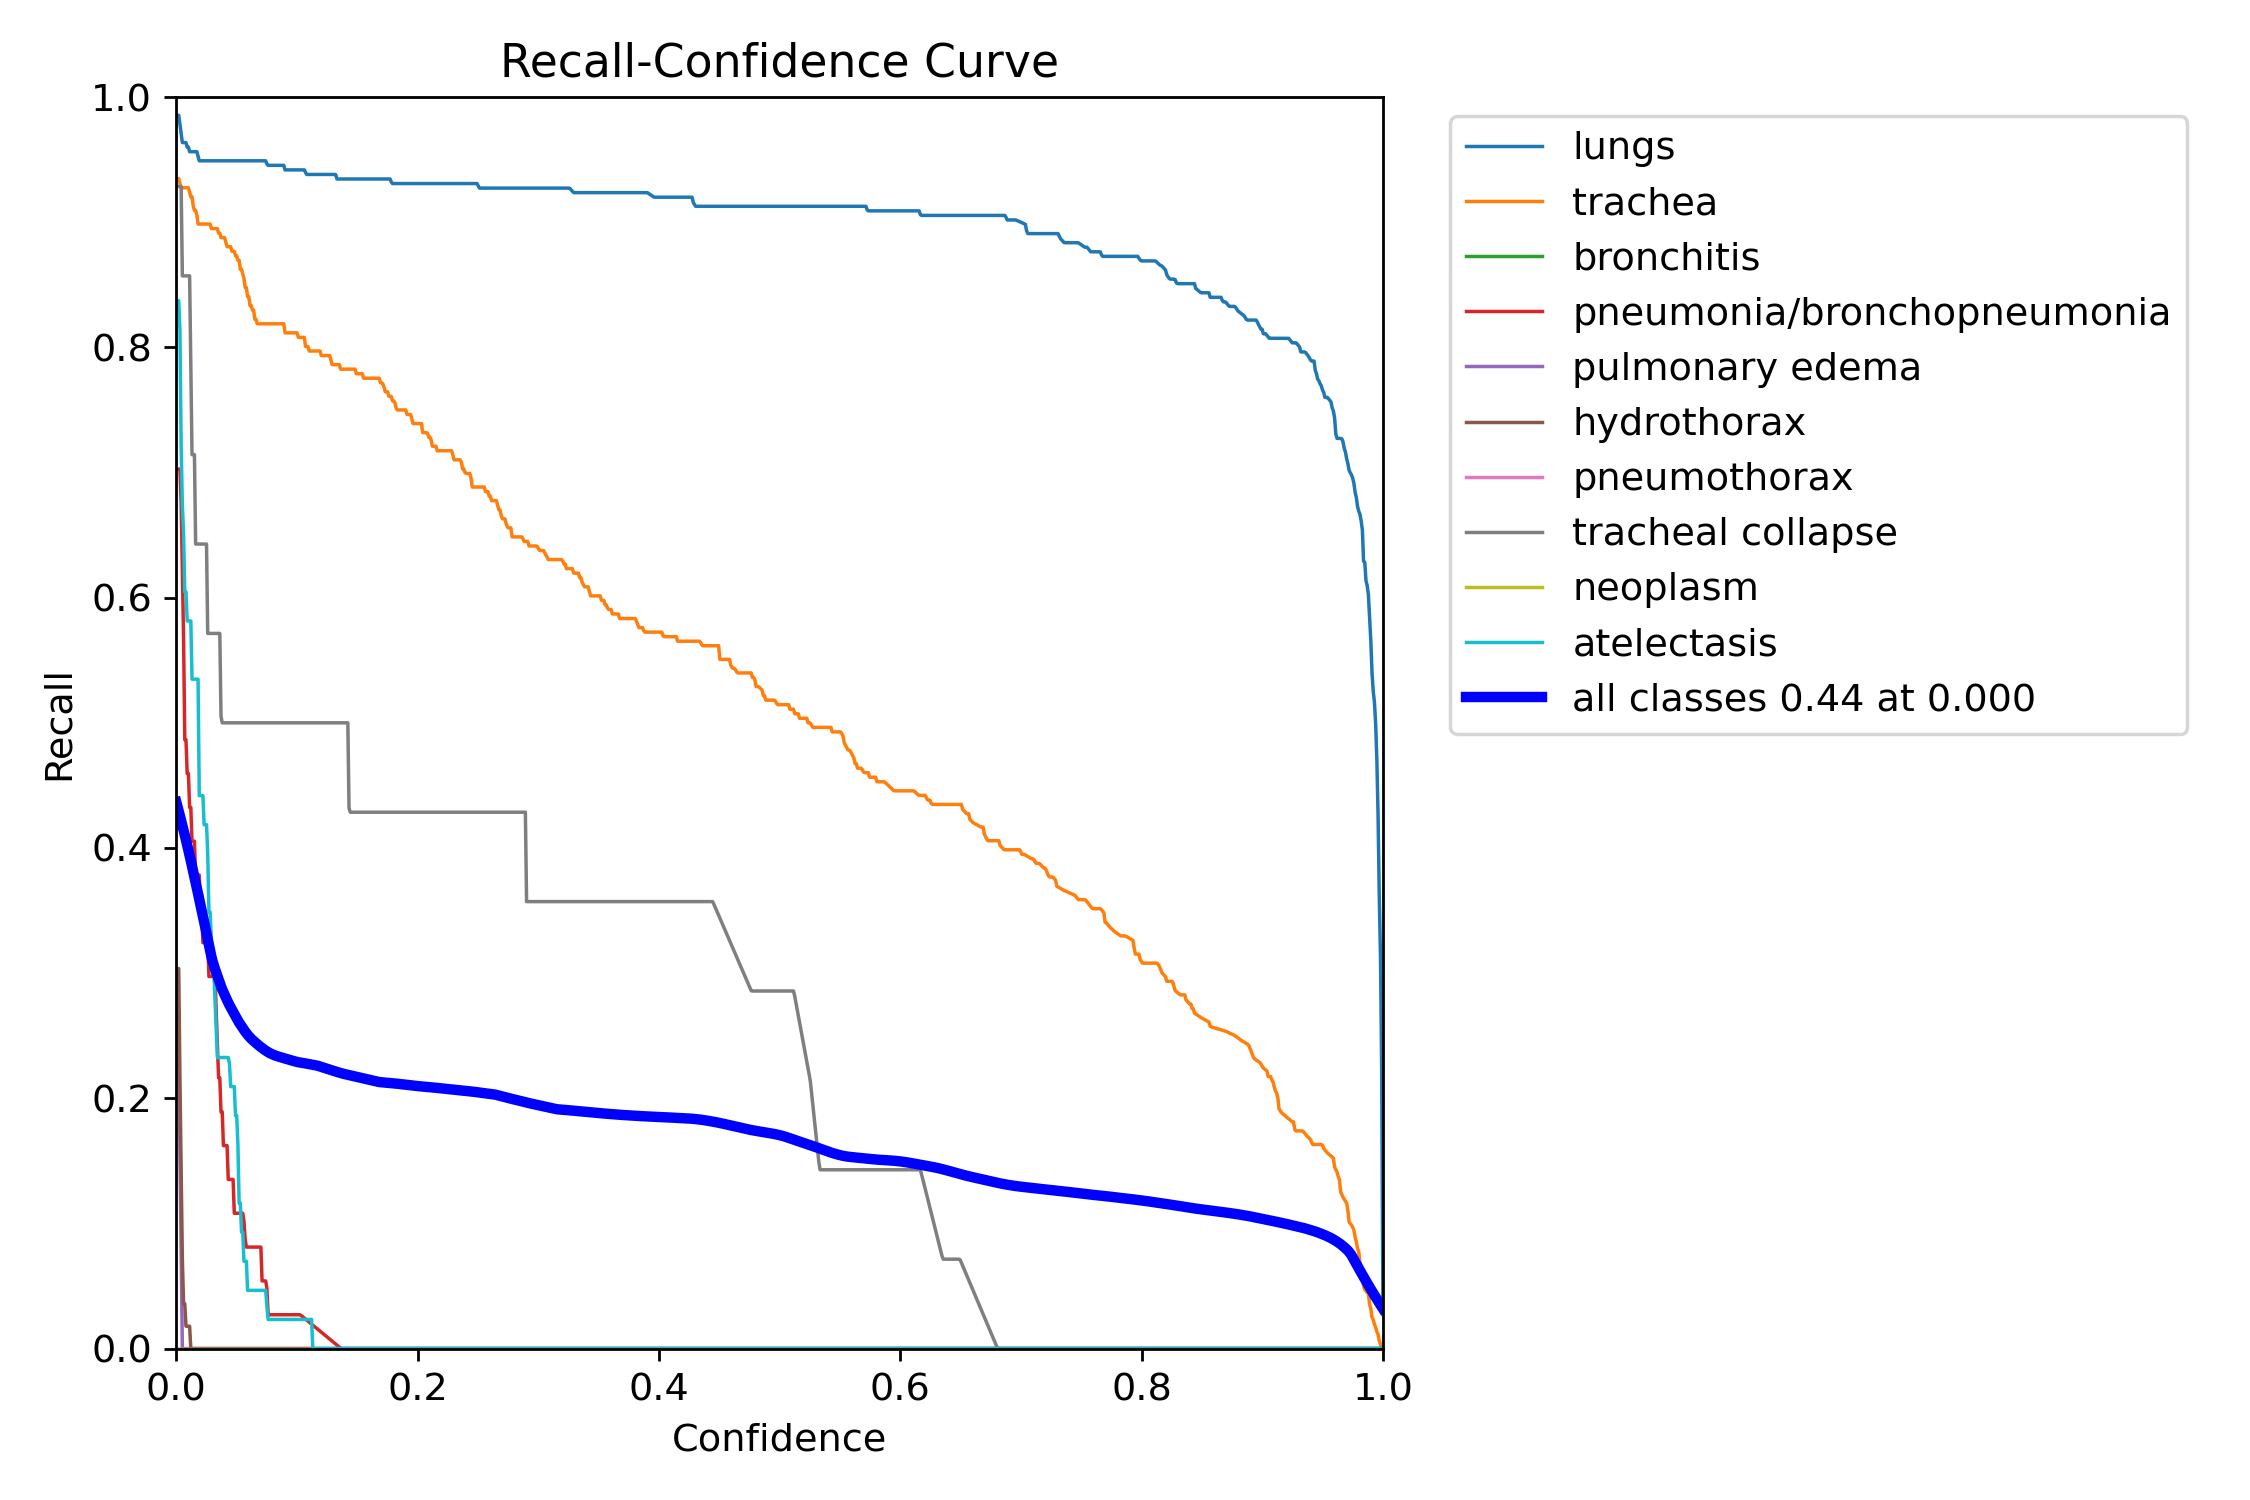 Recall-Confidence Curve
1.0
0.8
0.6
0.4
0.2
0.0
Recall
0.0 0.2 0.4 0.6 0.8 1.0
Confidence
lungs
trachea
bronchitis
pneumonia/bronchopneumonia
pulmonary edema
hydrothorax
pneumothorax
tracheal collapse
neoplasm
atelectasis
all classes 0.44 at 0.000